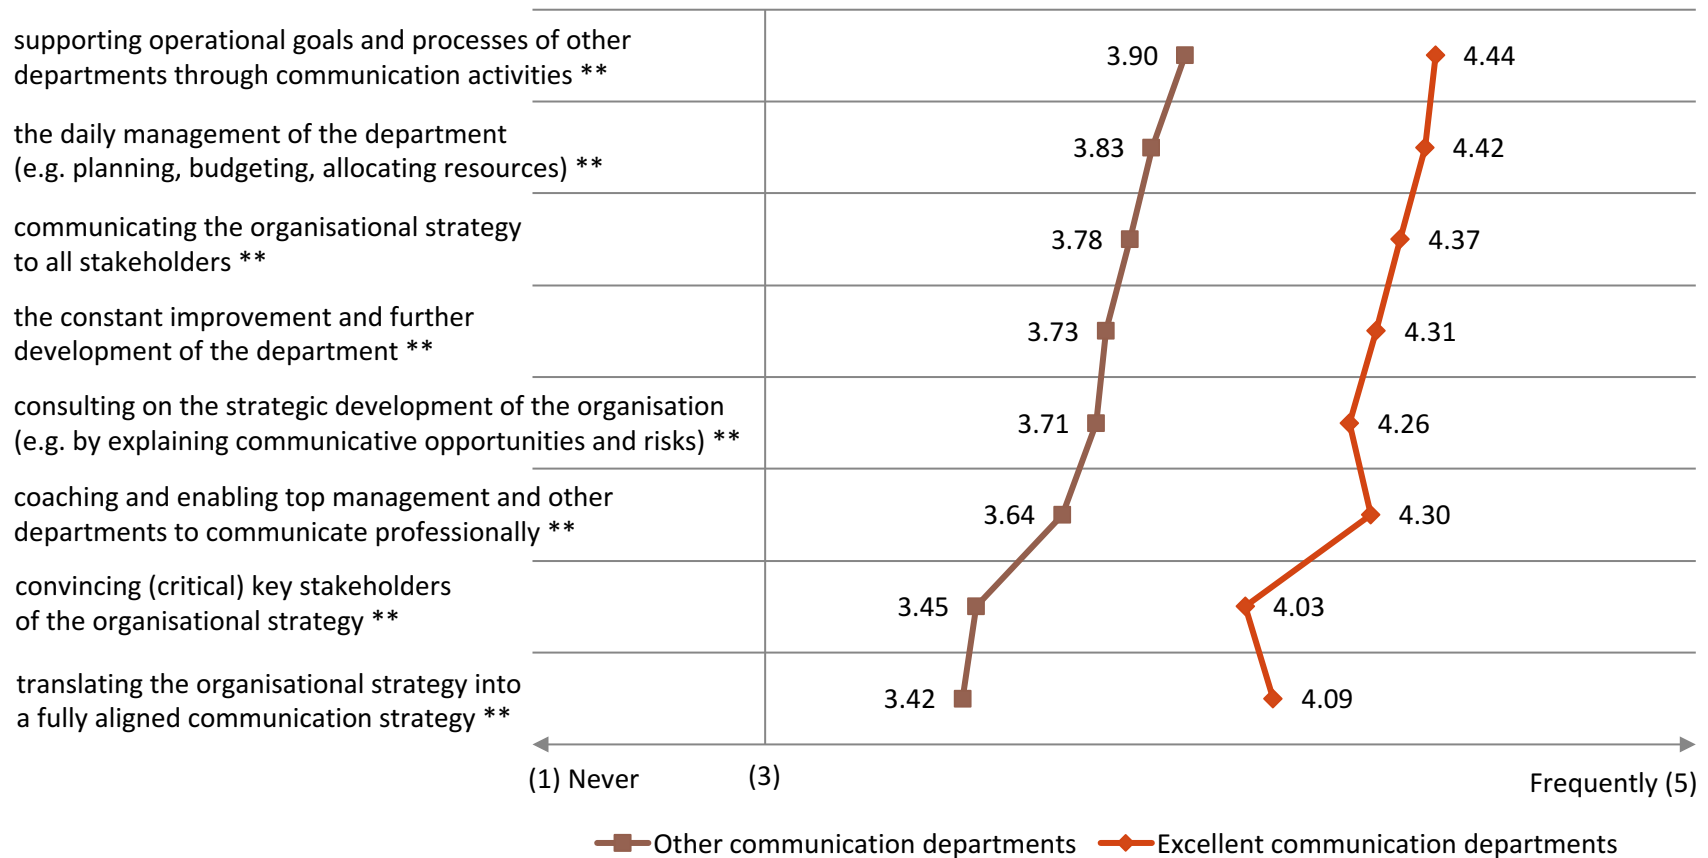 supporting operational goals and processes of other
departments through communication activities **
3.90
4.44
the daily management of the department
(e.g. planning, budgeting, allocating resources) **
3.83
4.42
communicating the organisational strategy
to all stakeholders **
3.78
4.37
the constant improvement and further
development of the department **
3.73
4.31
consulting on the strategic development of the organisation
(e.g. by explaining communicative opportunities and risks) **
3.71
4.26
coaching and enabling top management and other
departments to communicate professionally **
3.64
4.30
convincing (critical) key stakeholders
of the organisational strategy **
3.45
4.03
translating the organisational strategy into
a fully aligned communication strategy **
3.42
4.09
(1) Never
(3)
Frequently (5)
Other communication departments
Excellent communication departments